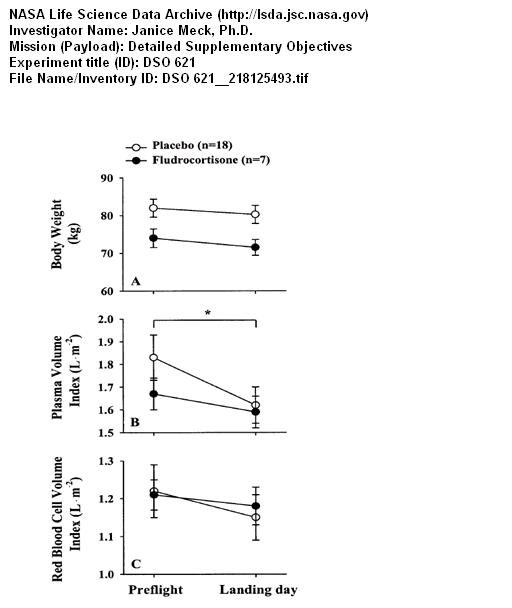 NASA Life Science Data Archive (http://lsda.jsc.nasa.gov)
Investigator Name: Janice Meck, Ph.D.
Mission (Payload): Detailed Supplementary Objectives
Experiment title (ID): DSO 621
File Name/Inventory ID: DSO 621__218125493.tif
Placebo (n=18)
Fludrocortisone (n=7)
Body Weight
(kg)
90
80
70
60
A
Plasma Volume
Index (L·m-2)
2.0
1.9
1.8
1.7
1.6
1.5
*
B
Red Blood Cell Volume
Index (L·m-2)
1.3
1.2
1.1
1.0
C
Preflight Landing day